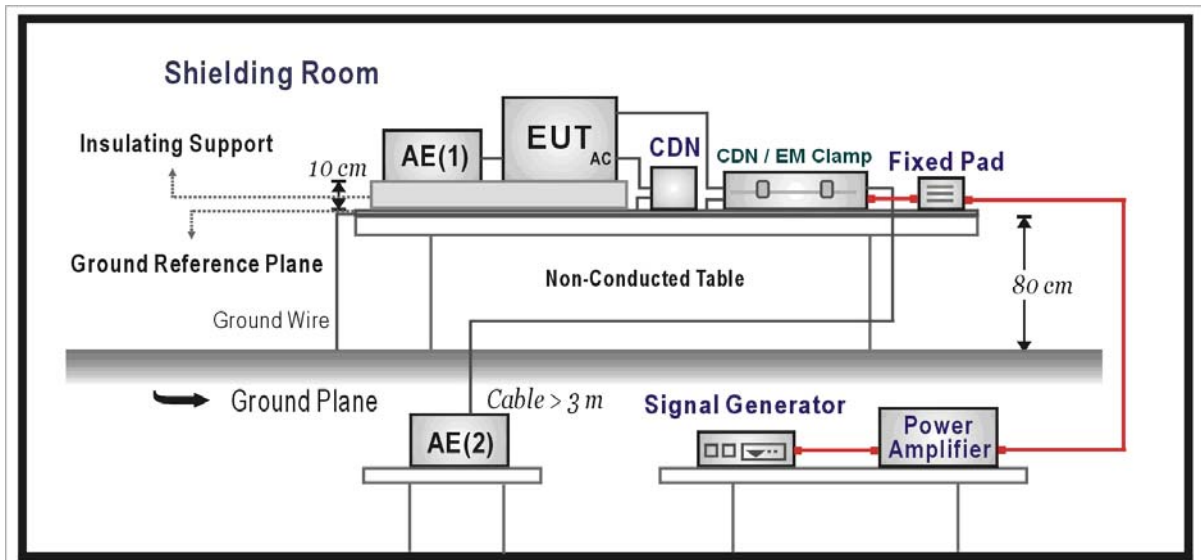 Shielding Room
Insulating Support
10 cm
AE(1)
EUT
AC
CDN
CDN / EM Clamp
Fixed Pad
Ground Reference Plane
Non-Conducted Table
80 cm
Ground Wire
Ground Plane
Cable > 3 m
Signal Generator
Power
Amplifier
AE(2)